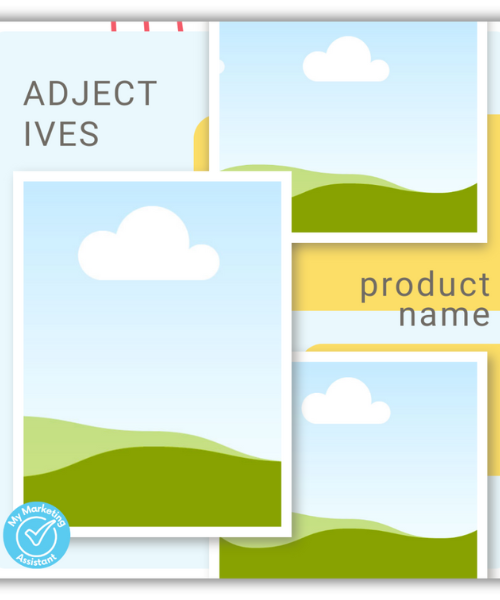 ADJECT
IVES
product
name
My Marketing
Assistant